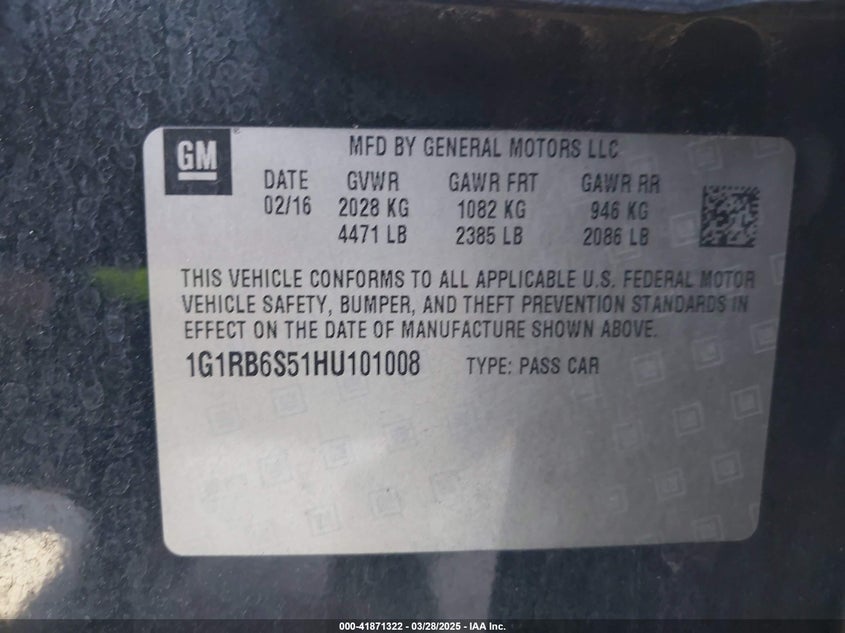 GM
MFD BY GENERAL MOTORS LLC
DATE GVWR GAWR FRT GAWR RR
02/16 2028 KG 1082 KG 946 KG
4471 LB 2385 LB 2086 LB
THIS VEHICLE CONFORMS TO ALL APPLICABLE U.S. FEDERAL MOTOR
VEHICLE SAFETY, BUMPER, AND THEFT PREVENTION STANDARDS IN
EFFECT ON THE DATE OF MANUFACTURE SHOWN ABOVE.
1G1RB6S51HU101008 TYPE: PASS CAR
000-41871322 | 03/28/2025 - IAA Inc.